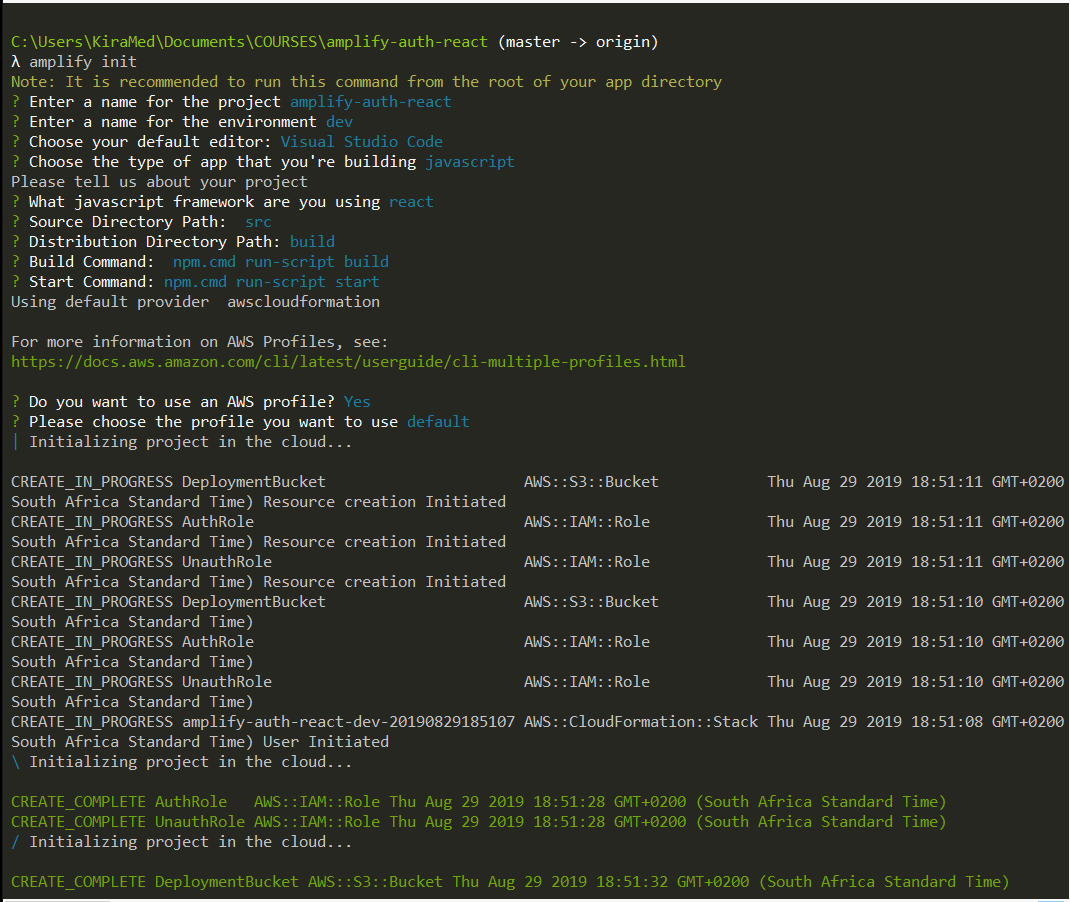 C:\Users\KiraMed\Documents\COURSES\amplify-auth-react (master -> origin)
λ amplify init
Note: It is recommended to run this command from the root of your app directory
? Enter a name for the project amplify-auth-react
? Enter a name for the environment dev
? Choose your default editor: Visual Studio Code
? Choose the type of app that you're building javascript
Please tell us about your project
? What javascript framework are you using react
? Source Directory Path:  src
? Distribution Directory Path: build
? Build Command:  npm.cmd run-script build
? Start Command: npm.cmd run-script start
Using default provider  awscloudformation
For more information on AWS Profiles, see:
https://docs.aws.amazon.com/cli/latest/userguide/cli-multiple-profiles.html
? Do you want to use an AWS profile? Yes
? Please choose the profile you want to use default
| Initializing project in the cloud...
CREATE_IN_PROGRESS DeploymentBucket                      AWS::S3::Bucket            Thu Aug 29 2019 18:51:11 GMT+0200
South Africa Standard Time) Resource creation Initiated
CREATE_IN_PROGRESS AuthRole                              AWS::IAM::Role             Thu Aug 29 2019 18:51:11 GMT+0200
South Africa Standard Time) Resource creation Initiated
CREATE_IN_PROGRESS UnauthRole                            AWS::IAM::Role             Thu Aug 29 2019 18:51:11 GMT+0200
South Africa Standard Time) Resource creation Initiated
CREATE_IN_PROGRESS DeploymentBucket                      AWS::S3::Bucket            Thu Aug 29 2019 18:51:10 GMT+0200
South Africa Standard Time)
CREATE_IN_PROGRESS AuthRole                              AWS::IAM::Role             Thu Aug 29 2019 18:51:10 GMT+0200
South Africa Standard Time)
CREATE_IN_PROGRESS UnauthRole                            AWS::IAM::Role             Thu Aug 29 2019 18:51:10 GMT+0200
South Africa Standard Time)
CREATE_IN_PROGRESS amplify-auth-react-dev-20190829185107 AWS::CloudFormation::Stack Thu Aug 29 2019 18:51:08 GMT+0200
South Africa Standard Time) User Initiated
\ Initializing project in the cloud...
CREATE_COMPLETE AuthRole   AWS::IAM::Role Thu Aug 29 2019 18:51:28 GMT+0200 (South Africa Standard Time)
CREATE_COMPLETE UnauthRole AWS::IAM::Role Thu Aug 29 2019 18:51:28 GMT+0200 (South Africa Standard Time)
/ Initializing project in the cloud...
CREATE_COMPLETE DeploymentBucket AWS::S3::Bucket Thu Aug 29 2019 18:51:32 GMT+0200 (South Africa Standard Time)